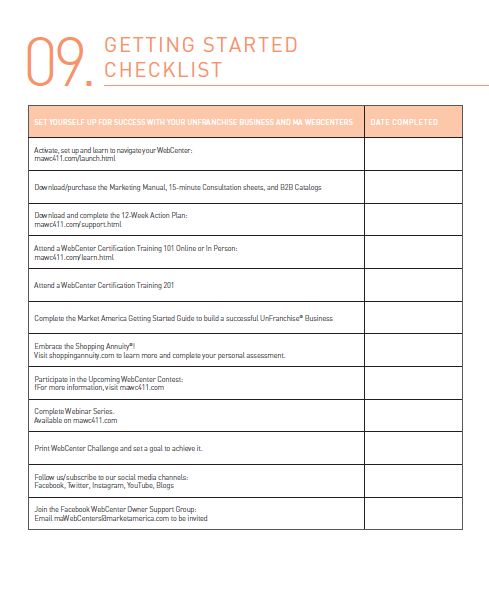 09.
GETTING STARTED
CHECKLIST
SET YOURSELF UP FOR SUCCESS WITH YOUR UNFRANCHISE BUSINESS AND MA WEBCENTERS
DATE COMPLETED
Activate, set up and learn to navigate your WebCenter:
mawc411.com/launch.html
Download/purchase the Marketing Manual, 15-minute Consultation sheets, and B2B Catalogs
Download and complete the 12-Week Action Plan:
mawc411.com/support.html
Attend a WebCenter Certification Training 101 Online or In Person:
mawc411.com/learn.html
Attend a WebCenter Certification Training 201
Complete the Market America Getting Started Guide to build a successful UnFranchise® Business
Embrace the Shopping Annuity®!
Visit shoppingannuity.com to learn more and complete your personal assessment.
Participate in the Upcoming WebCenter Contest:
fFor more information, visit mawc411.com
Complete Webinar Series.
Available on mawc411.com
Print WebCenter Challenge and set a goal to achieve it.
Follow us/subscribe to our social media channels:
Facebook, Twitter, Instagram, YouTube, Blogs
Join the Facebook WebCenter Owner Support Group:
Email maWebCenters@marketamerica.com to be invited